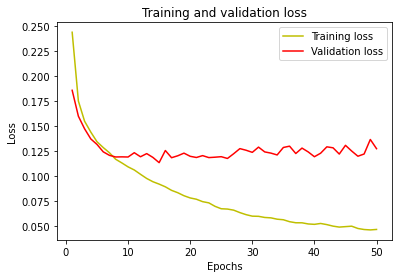 Training and validation loss
Training loss
Validation loss
0.250
0.225
0.200
0.175
0.150
0.125
0.100
0.075
0.050
Loss
0 10 20 30 40 50
Epochs